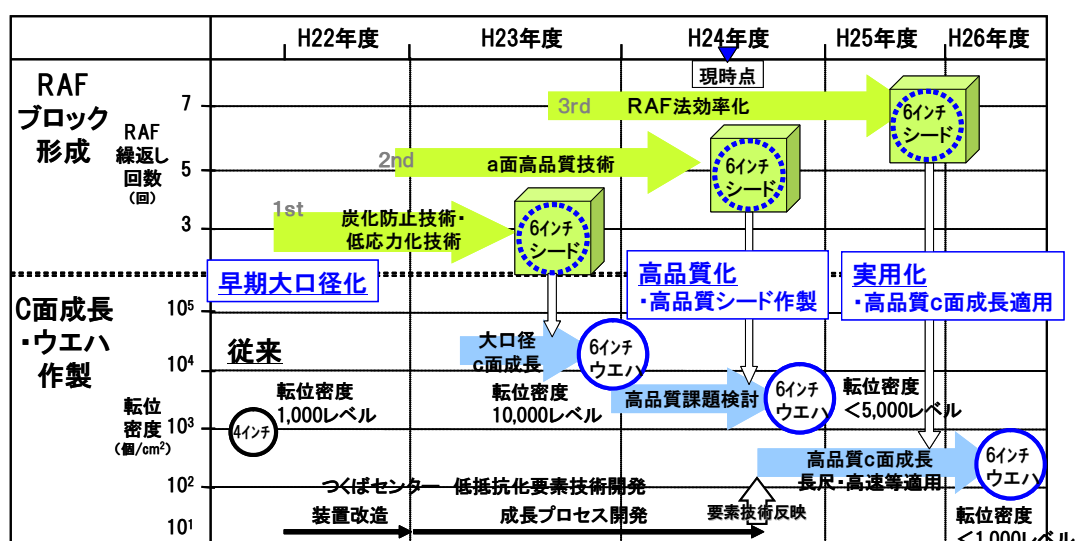 H22年度
H23年度
H24年度
H25年度
H26年度
現時点
RAF
ブロック
形成
RAF
繰返し
回数
(回)
7
5
3
3rd RAF法効率化
6インチ
シード
2nd a面高品質技術
6インチ
シード
1st 炭化防止技術・
低応力化技術
6インチ
シード
早期大口径化
高品質化
・高品質シード作製
実用化
・高品質c面成長適用
C面成長
・ウエハ
作製
転位
密度
(個/cm²)
10⁵
10⁴
10³
10²
10¹
従来
4インチ
転位密度
1,000レベル
大口径
c面成長
6インチ
ウエハ
転位密度
10,000レベル
高品質課題検討
6インチ
ウエハ
転位密度
<5,000レベル
高品質c面成長
長尺・高速等適用
6インチ
ウエハ
転位密度
<1,000レベル
つくばセンター 低抵抗化要素技術開発
装置改造
成長プロセス開発
要素技術反映